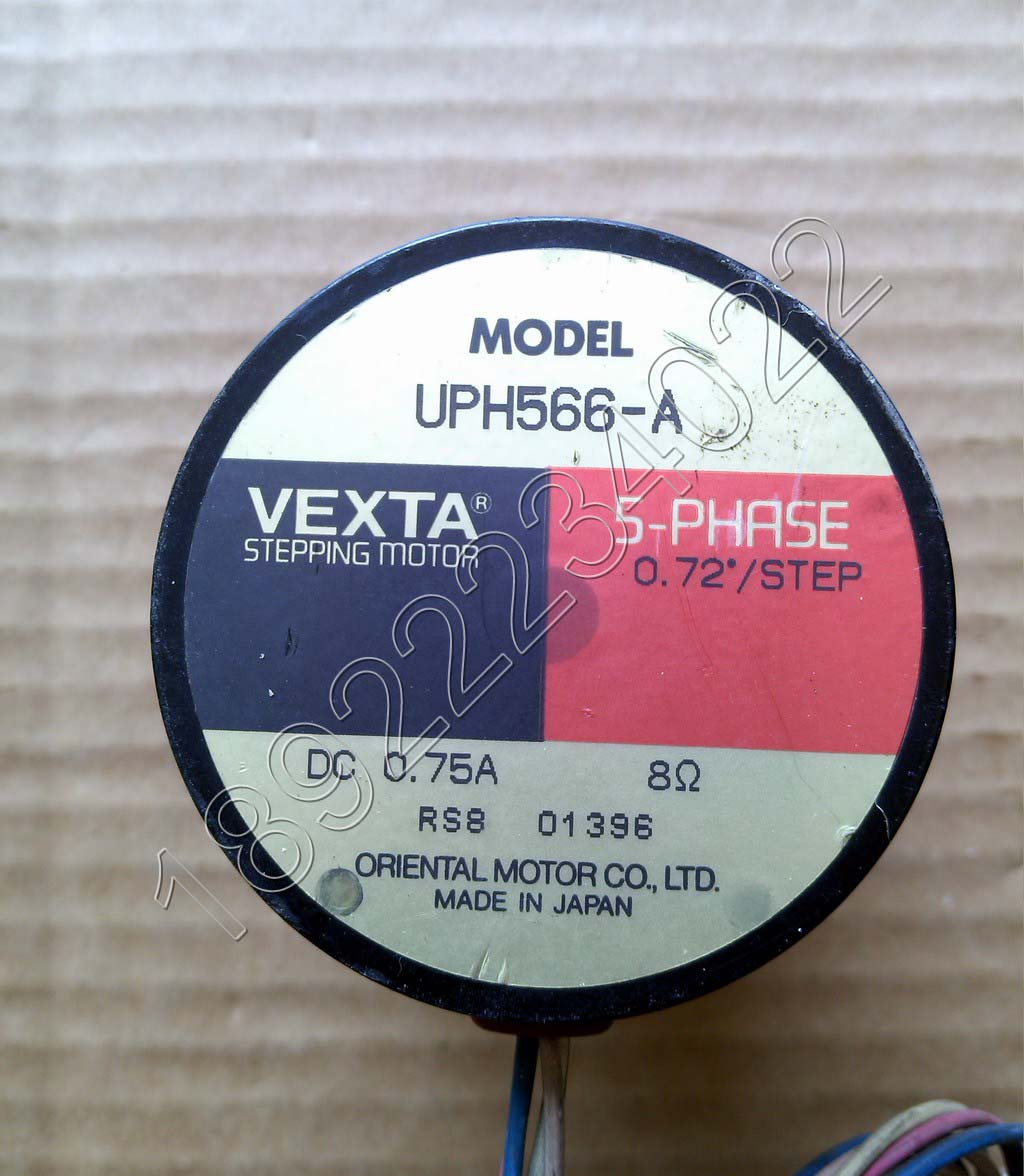 MODEL
UPH566-A
VEXTA®
STEPPING MOTOR
5-PHASE
0.72°/STEP
DC 0.75A 8Ω
RS8 01396
ORIENTAL MOTOR CO., LTD.
MADE IN JAPAN
18922234022